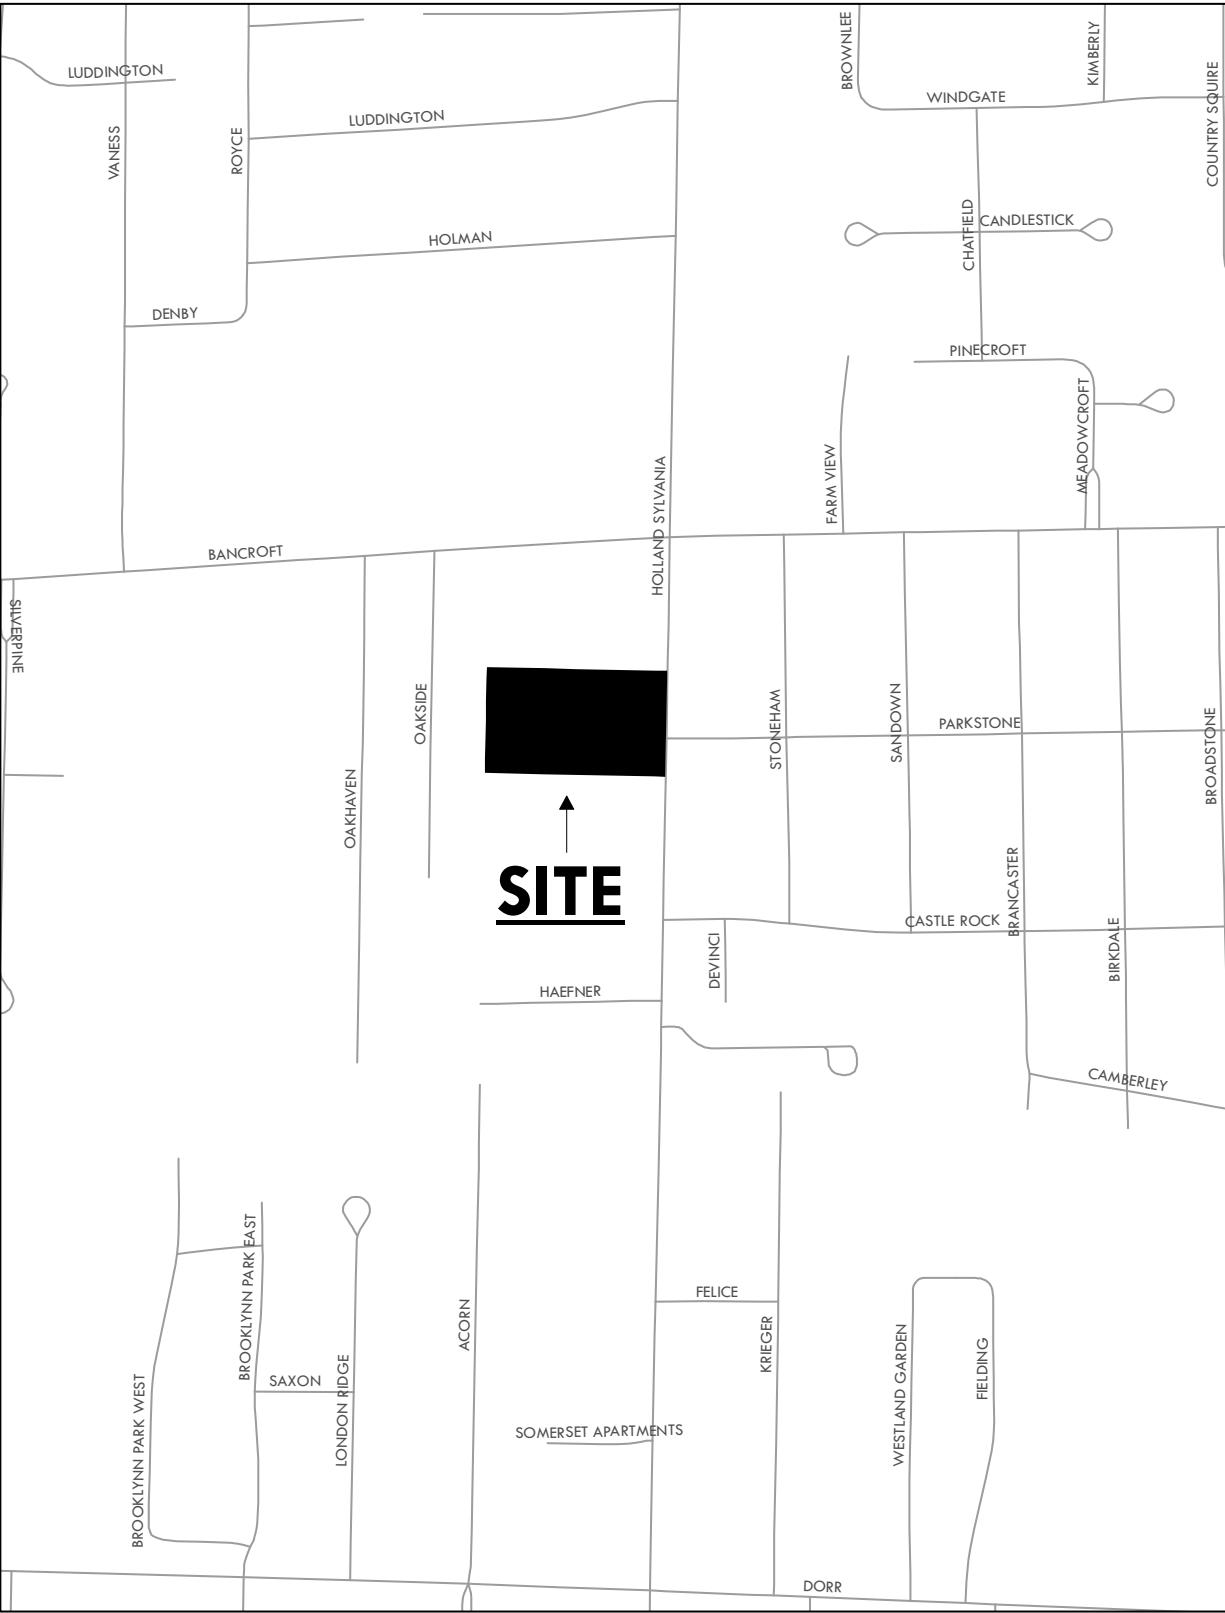 BROWNLEE
KIMBERLY
LUDDINGTON
WINDGATE
COUNTRY SQUIRE
VANESS
ROYCE
LUDDINGTON
HOLMAN
CHATFIELD
CANDLESTICK
DENBY
PINECROFT
MEADOWCROFT
FARM VIEW
HOLLAND SYLVANIA
BANCROFT
SILVERPINE
OAKSIDE
STONEHAM
SANDOWN
PARKSTONE
BROADSTONE
OAKHAVEN
SITE
BRANCASTER
CASTLE ROCK
BIRKDALE
DEVINCI
HAEFNER
CAMBERLEY
BROOKLYNN PARK EAST
FELICE
ACORN
KRIEGER
WESTLAND GARDEN
FIELDING
BROOKLYNN PARK WEST
SAXON
LONDON RIDGE
SOMERSET APARTMENTS
DORR